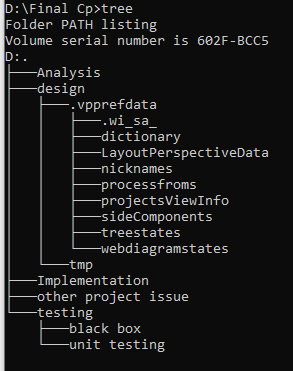 D:\Final Cp>tree
Folder PATH listing
Volume serial number is 602F-BCC5
D:.
├───Analysis
├───design
│   ├───.vpprefdata
│   │   ├───.wi_sa_
│   │   ├───dictionary
│   │   ├───LayoutPerspectiveData
│   │   ├───nicknames
│   │   ├───processfroms
│   │   ├───projectsViewInfo
│   │   ├───sideComponents
│   │   ├───treestates
│   │   └───webdiagramstates
│   └───tmp
├───Implementation
├───other project issue
└───testing
    ├───black box
    └───unit testing